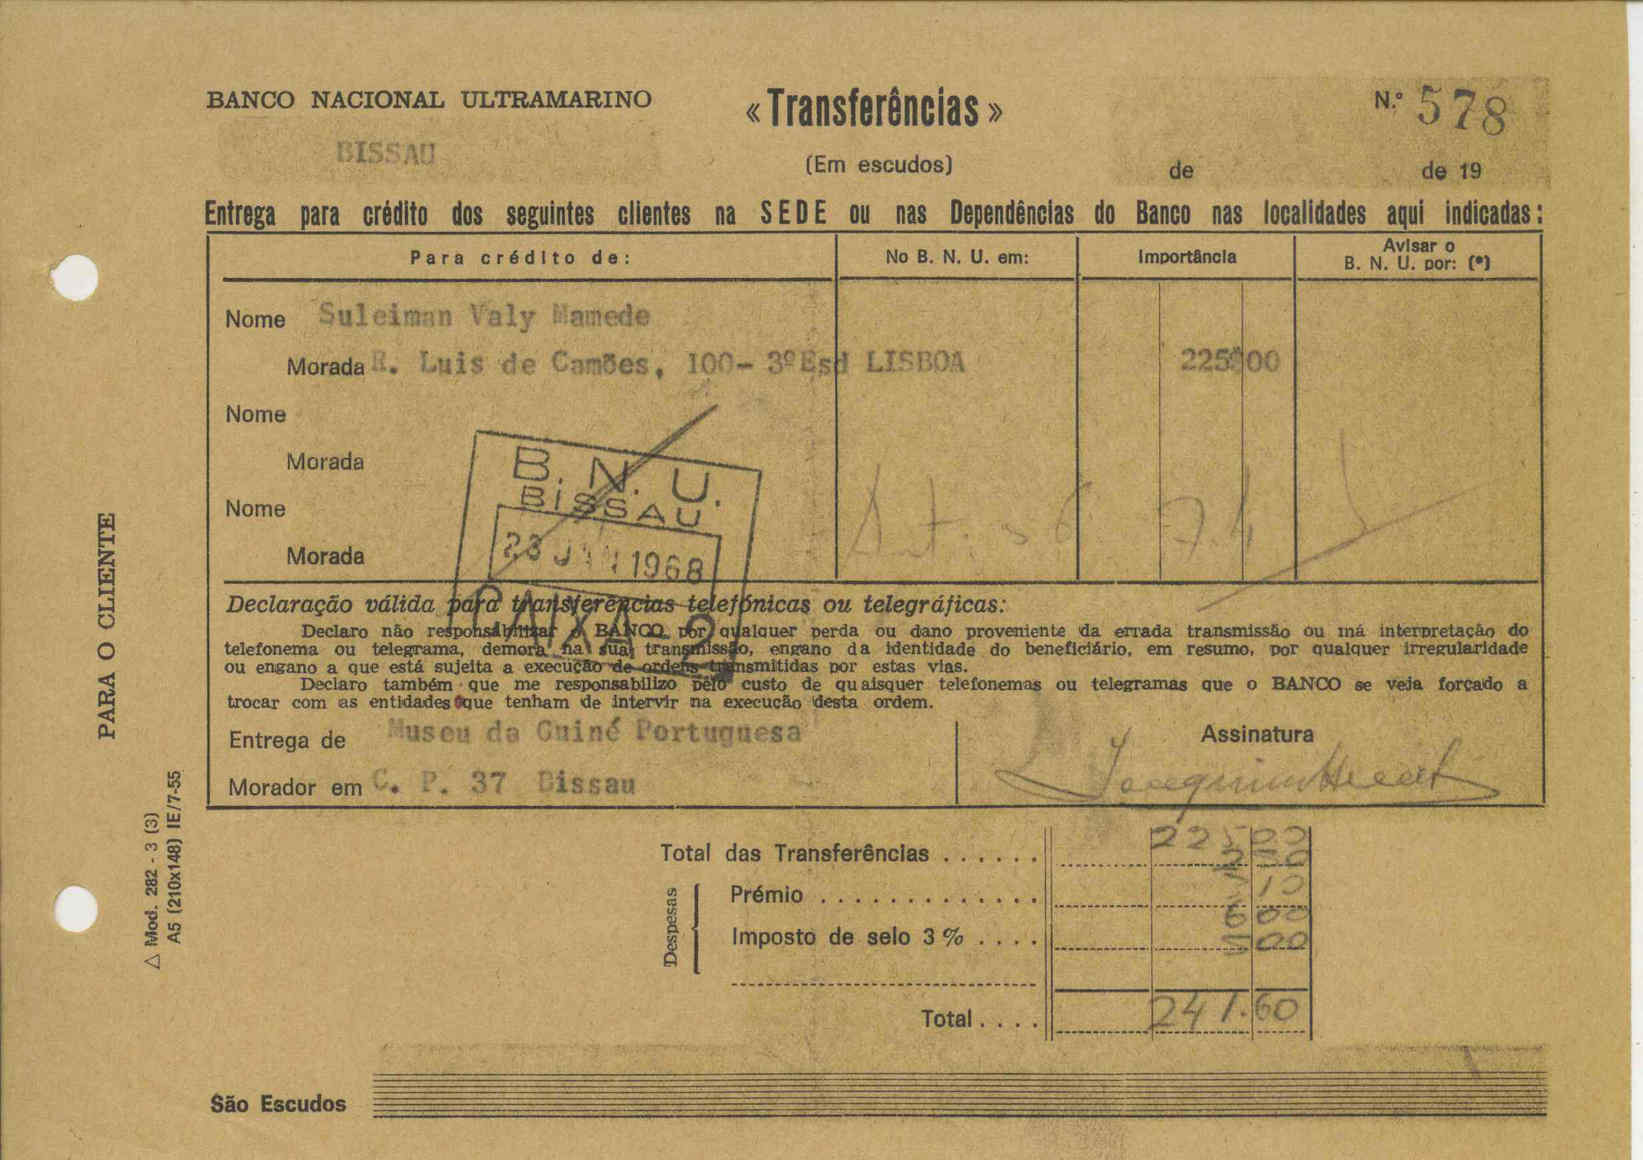 BANCO NACIONAL ULTRAMARINO
«Transferências»
N.º 578
BISSAU
(Em escudos)
de de 19
Entrega para crédito dos seguintes clientes na SEDE ou nas Dependências do Banco nas localidades aqui indicadas:
Para crédito de: No B. N. U. em: Importância Avisar o B. N. U. por: (*)
Nome Suleiman Valy Mamede
Morada R. Luis de Camões, 100- 3ºEsd LISBOA 225$00
Nome
Morada
Nome
Morada
B. N. U.
BISSAU
23 JAN 1968
CAIXA 2
Declaração válida para transferências telefónicas ou telegráficas:
Declaro não responsabilizar o BANCO por qualquer perda ou dano proveniente da errada transmissão ou má interpretação do
telefonema ou telegrama, demora na sua transmissão, engano da identidade do beneficiário, em resumo, por qualquer irregularidade
ou engano a que está sujeita a execução de ordens transmitidas por estas vias.
Declaro também que me responsabilizo pelo custo de quaisquer telefonemas ou telegramas que o BANCO se veja forçado a
trocar com as entidades que tenham de intervir na execução desta ordem.
Entrega de Museu da Guiné Portuguesa
Assinatura
Morador em C. P. 37 Bissau
Total das Transferências . . . . . . 225 00
250
Despesas
Prémio . . . . . . . . . . . . . 10
600
Imposto de selo 3% . . . . 500
Total . . . . 241.60
São Escudos
PARA O CLIENTE
△ Mod. 282 - 3 (3)
A5 (210x148) IE/7-55